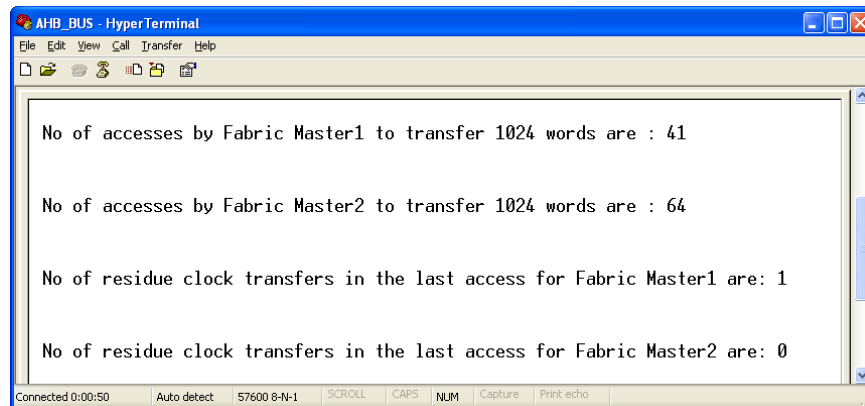 AHB_BUS - HyperTerminal
File Edit View Call Transfer Help
No of accesses by Fabric Master1 to transfer 1024 words are : 41
No of accesses by Fabric Master2 to transfer 1024 words are : 64
No of residue clock transfers in the last access for Fabric Master1 are: 1
No of residue clock transfers in the last access for Fabric Master2 are: 0
Connected 0:00:50 Auto detect 57600 8-N-1 SCROLL CAPS NUM Capture Print echo